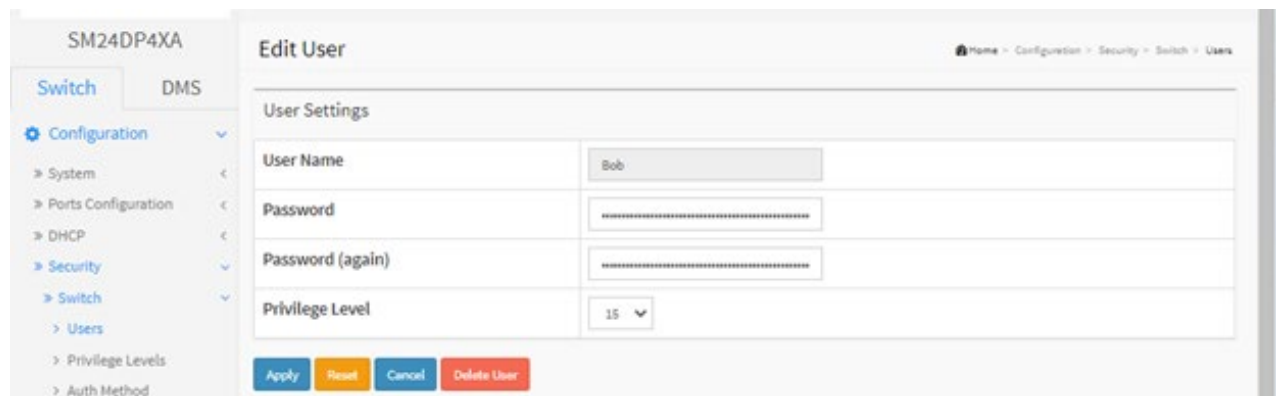 SM24DP4XA
Switch DMS
Configuration
» System
» Ports Configuration
» DHCP
» Security
» Switch
> Users
> Privilege Levels
> Auth Method
Edit User
Home > Configuration > Security > Switch > Users
User Settings
User Name Bob
Password
Password (again)
Privilege Level 15
Apply Reset Cancel Delete User